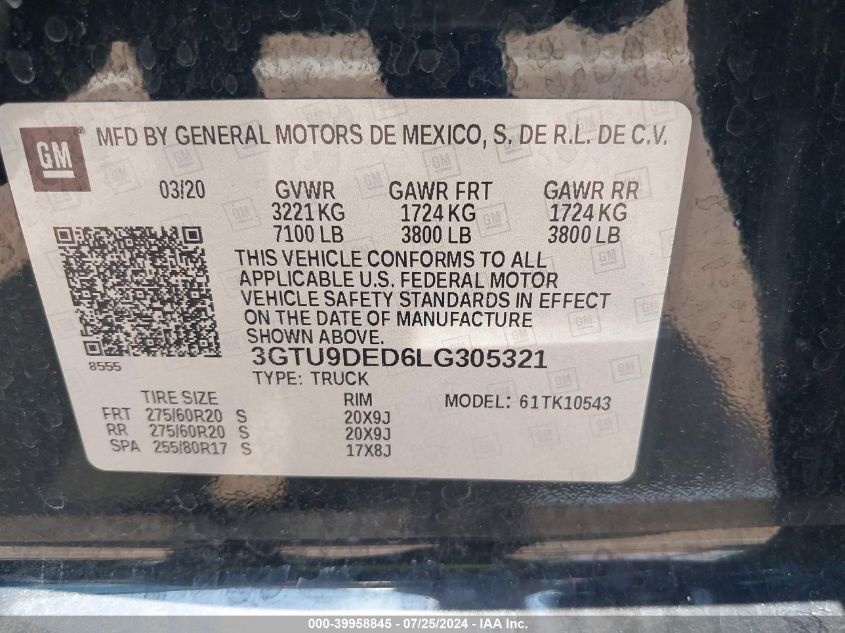 GM ® MFD BY GENERAL MOTORS DE MEXICO, S. DE R.L. DE C.V.
03/20 GVWR GAWR FRT GAWR RR
3221 KG 1724 KG 1724 KG
7100 LB 3800 LB 3800 LB
THIS VEHICLE CONFORMS TO ALL
APPLICABLE U.S. FEDERAL MOTOR
VEHICLE SAFETY STANDARDS IN EFFECT
ON THE DATE OF MANUFACTURE
SHOWN ABOVE.
8555 3GTU9DED6LG305321
TYPE: TRUCK
TIRE SIZE RIM MODEL: 61TK10543
FRT 275/60R20 S 20X9J
RR 275/60R20 S 20X9J
SPA 255/80R17 S 17X8J
000-39958845 - 07/25/2024 - IAA Inc.